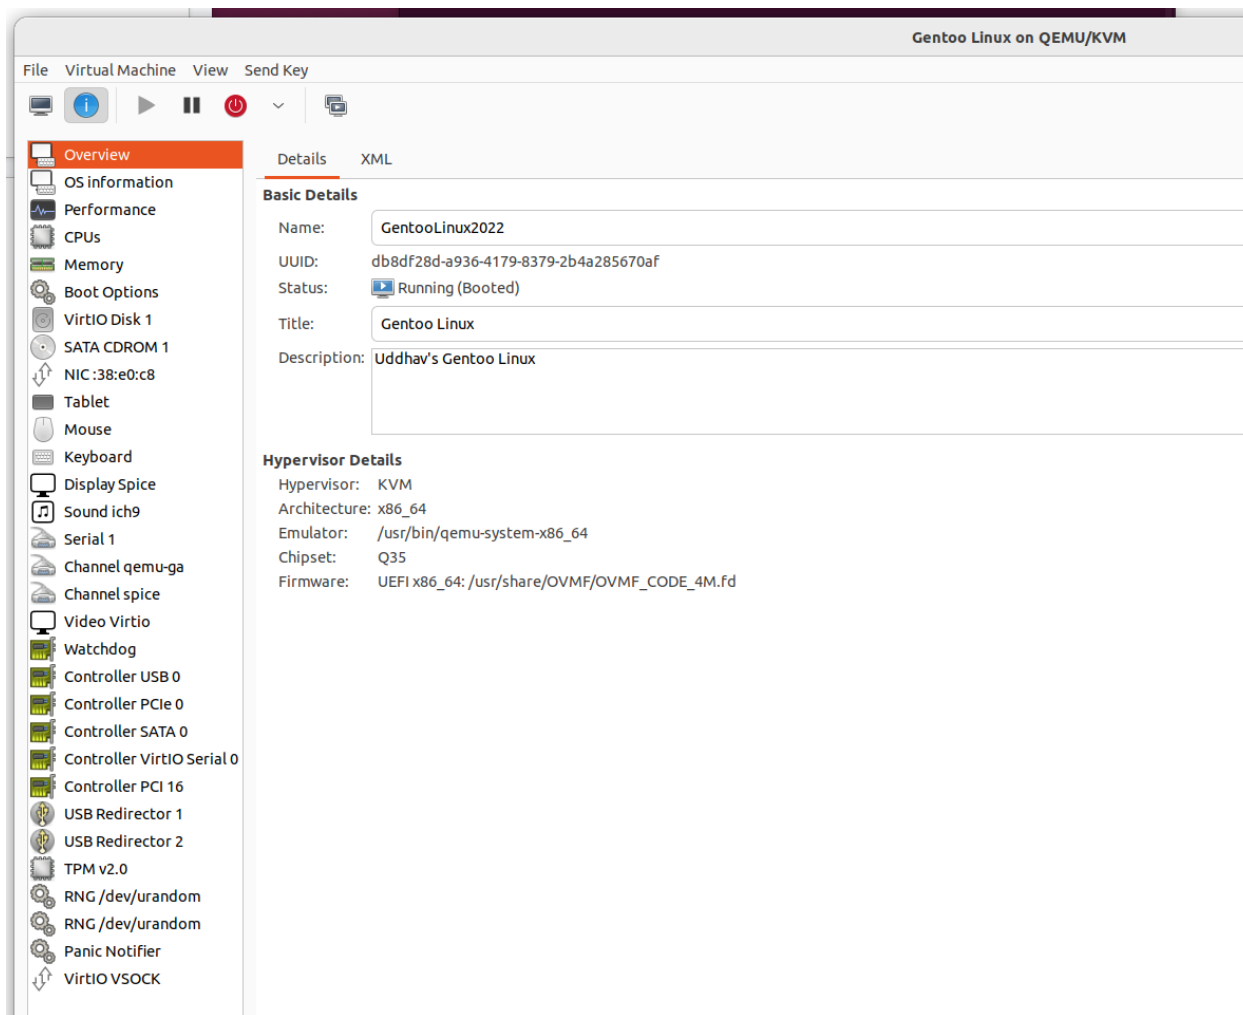 Gentoo Linux on QEMU/KVM
File Virtual Machine View Send Key
Overview
OS information
Performance
CPUs
Memory
Boot Options
VirtIO Disk 1
SATA CDROM 1
NIC :38:e0:c8
Tablet
Mouse
Keyboard
Display Spice
Sound ich9
Serial 1
Channel qemu-ga
Channel spice
Video Virtio
Watchdog
Controller USB 0
Controller PCIe 0
Controller SATA 0
Controller VirtIO Serial 0
Controller PCI 16
USB Redirector 1
USB Redirector 2
TPM v2.0
RNG /dev/urandom
RNG /dev/urandom
Panic Notifier
VirtIO VSOCK
Details XML
Basic Details
Name: GentooLinux2022
UUID: db8df28d-a936-4179-8379-2b4a285670af
Status: Running (Booted)
Title: Gentoo Linux
Description: Uddhav's Gentoo Linux
Hypervisor Details
Hypervisor: KVM
Architecture: x86_64
Emulator: /usr/bin/qemu-system-x86_64
Chipset: Q35
Firmware: UEFI x86_64: /usr/share/OVMF/OVMF_CODE_4M.fd